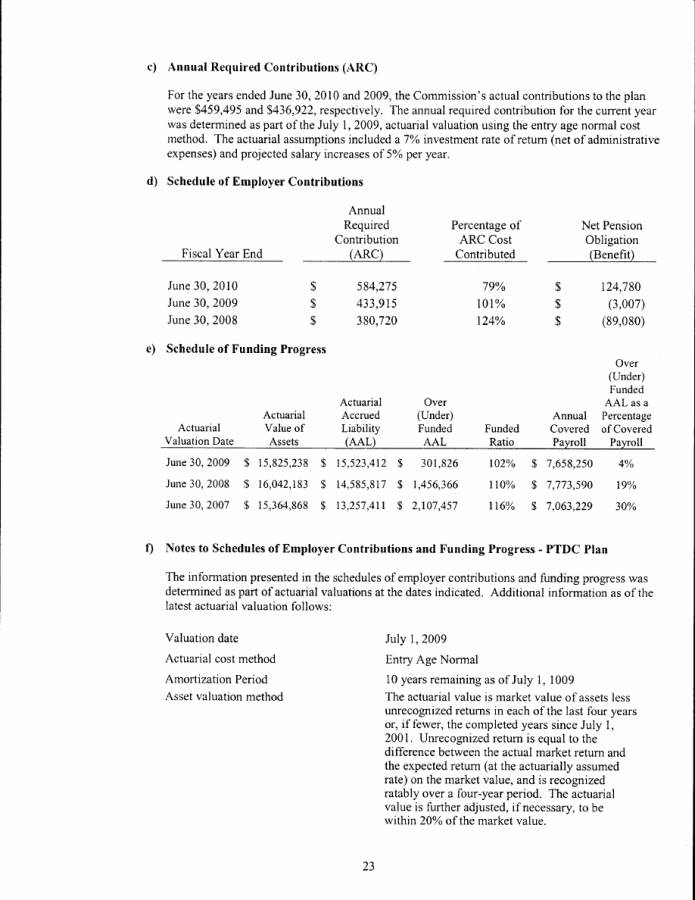 c) Annual Required Contributions (ARC)
For the years ended June 30, 2010 and 2009, the Commission's actual contributions to the plan
were $459,495 and $436,922, respectively. The annual required contribution for the current year
was determined as part of the July 1, 2009, actuarial valuation using the entry age normal cost
method. The actuarial assumptions included a 7% investment rate of return (net of administrative
expenses) and projected salary increases of 5% per year.
d) Schedule of Employer Contributions
Annual
Required Percentage of Net Pension
Contribution ARC Cost Obligation
Fiscal Year End (ARC) Contributed (Benefit)
June 30, 2010 $ 584,275 79% $ 124,780
June 30, 2009 $ 433,915 101% $ (3,007)
June 30, 2008 $ 380,720 124% $ (89,080)
e) Schedule of Funding Progress
Over
(Under)
Funded
Actuarial Over AAL as a
Actuarial Accrued (Under) Annual Percentage
Actuarial Value of Liability Funded Funded Covered of Covered
Valuation Date Assets (AAL) AAL Ratio Payroll Payroll
June 30, 2009 $ 15,825,238 $ 15,523,412 $ 301,826 102% $ 7,658,250 4%
June 30, 2008 $ 16,042,183 $ 14,585,817 $ 1,456,366 110% $ 7,773,590 19%
June 30, 2007 $ 15,364,868 $ 13,257,411 $ 2,107,457 116% $ 7,063,229 30%
f) Notes to Schedules of Employer Contributions and Funding Progress - PTDC Plan
The information presented in the schedules of employer contributions and funding progress was
determined as part of actuarial valuations at the dates indicated. Additional information as of the
latest actuarial valuation follows:
Valuation date July 1, 2009
Actuarial cost method Entry Age Normal
Amortization Period 10 years remaining as of July 1, 1009
Asset valuation method The actuarial value is market value of assets less
unrecognized returns in each of the last four years
or, if fewer, the completed years since July 1,
2001. Unrecognized return is equal to the
difference between the actual market return and
the expected return (at the actuarially assumed
rate) on the market value, and is recognized
ratably over a four-year period. The actuarial
value is further adjusted, if necessary, to be
within 20% of the market value.
23